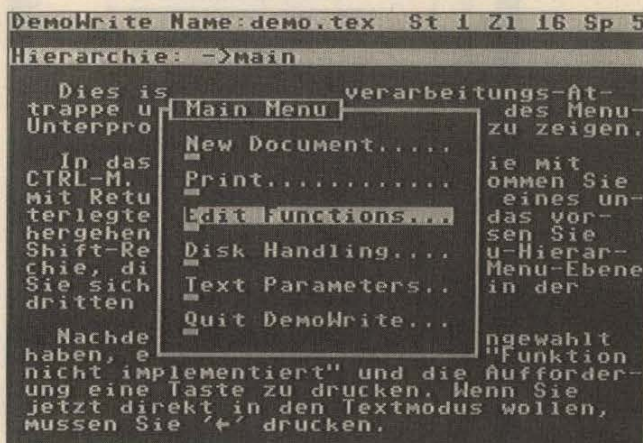 DemoWrite Name:demo.tex St 1 Zl 16 Sp 5
Hierarchie: ->main
Dies is verarbeitungs-At-
trappe u Main Menu des Menu-
Unterpro zu zeigen.
New Document.....
In das ie mit
CTRL-M. Print............ ommen Sie
mit Retu eines un-
terlegte Edit Functions... das vor-
hergehen sen Sie
Shift-Re Disk Handling.... u-Hierar-
chie, di Menu-Ebene
Sie sich Text Parameters.. in der
dritten
Quit DemoWrite...
Nachde ngewahlt
haben, e "Funktion
nicht implementiert" und die Aufforder-
ung eine Taste zu drucken. Wenn Sie
jetzt direkt in den Textmodus wollen,
mussen Sie '←' drucken.